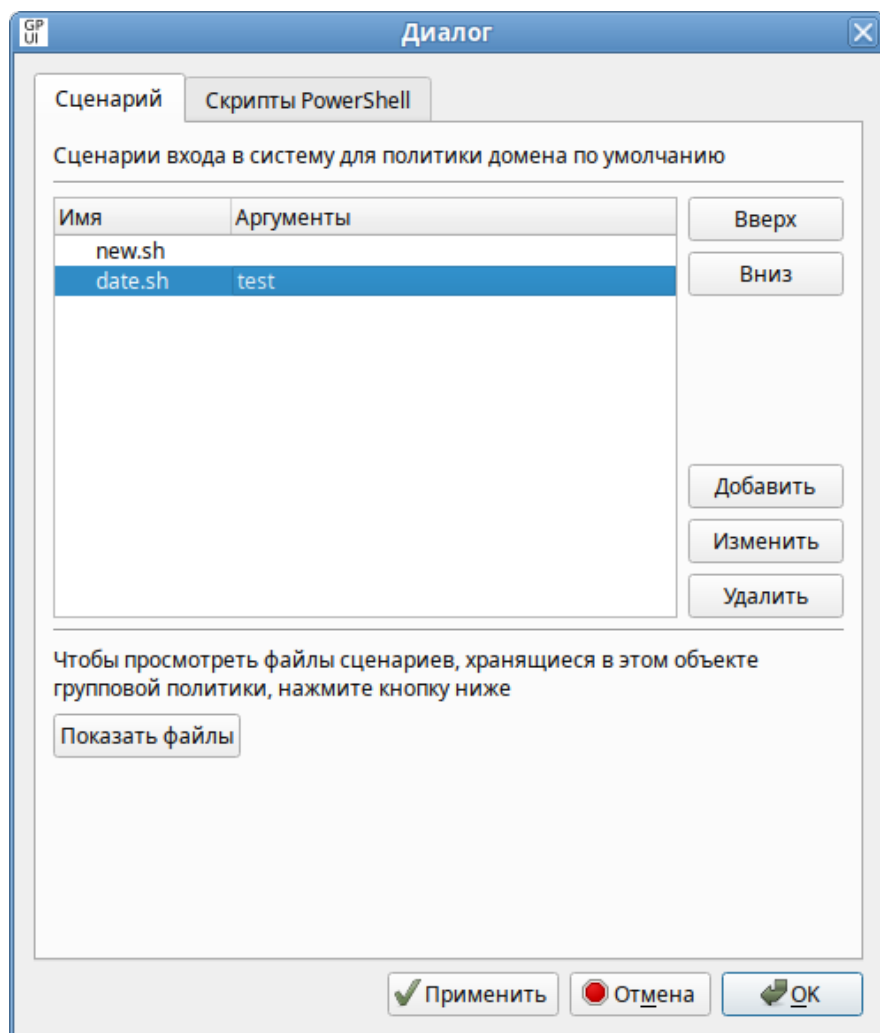 GP
UI
Диалог
Сценарий
Скрипты PowerShell
Сценарии входа в систему для политики домена по умолчанию
Имя
Аргументы
new.sh
date.sh
test
Вверх
Вниз
Добавить
Изменить
Удалить
Чтобы просмотреть файлы сценариев, хранящиеся в этом объекте
групповой политики, нажмите кнопку ниже
Показать файлы
Применить
Отмена
OK